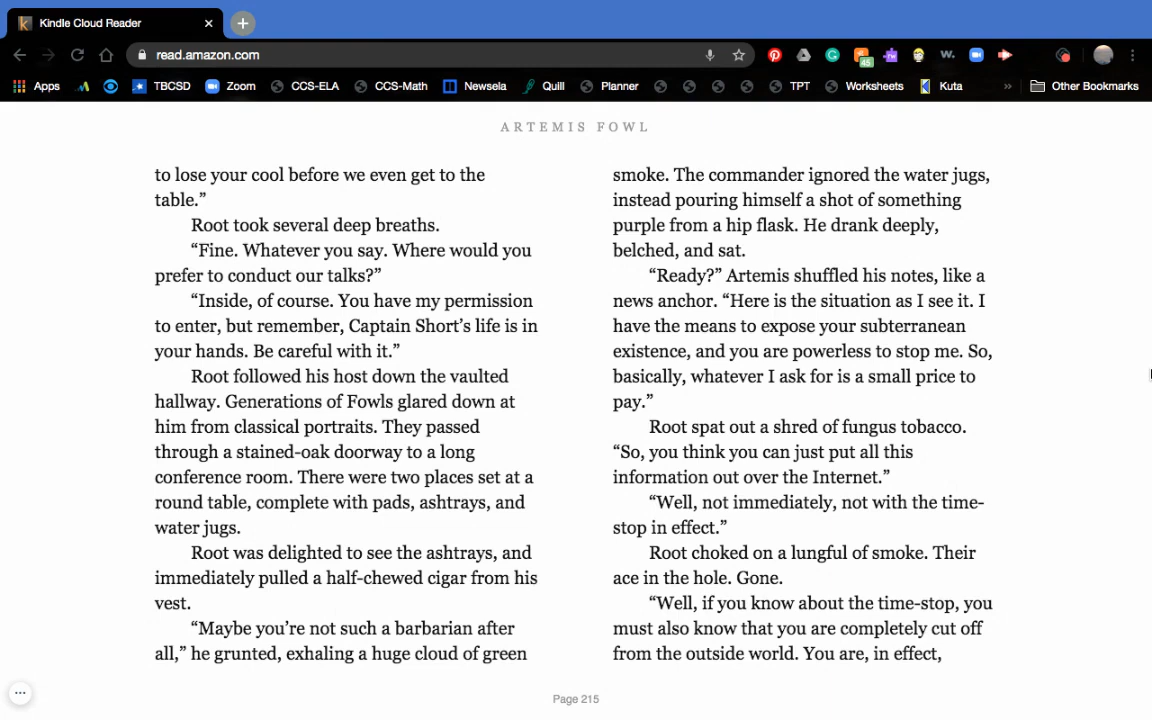 Kindle Cloud Reader
read.amazon.com
45
w.
Apps
TBCSD
Zoom
CCS-ELA
CCS-Math
Newsela
Quill
Planner
TPT
Worksheets
Kuta
»
Other Bookmarks
ARTEMIS FOWL
to lose your cool before we even get to the
table.”
Root took several deep breaths.
“Fine. Whatever you say. Where would you
prefer to conduct our talks?”
“Inside, of course. You have my permission
to enter, but remember, Captain Short’s life is in
your hands. Be careful with it.”
Root followed his host down the vaulted
hallway. Generations of Fowls glared down at
him from classical portraits. They passed
through a stained-oak doorway to a long
conference room. There were two places set at a
round table, complete with pads, ashtrays, and
water jugs.
Root was delighted to see the ashtrays, and
immediately pulled a half-chewed cigar from his
vest.
“Maybe you’re not such a barbarian after
all,” he grunted, exhaling a huge cloud of green
smoke. The commander ignored the water jugs,
instead pouring himself a shot of something
purple from a hip flask. He drank deeply,
belched, and sat.
“Ready?” Artemis shuffled his notes, like a
news anchor. “Here is the situation as I see it. I
have the means to expose your subterranean
existence, and you are powerless to stop me. So,
basically, whatever I ask for is a small price to
pay.”
Root spat out a shred of fungus tobacco.
“So, you think you can just put all this
information out over the Internet.”
“Well, not immediately, not with the time-
stop in effect.”
Root choked on a lungful of smoke. Their
ace in the hole. Gone.
“Well, if you know about the time-stop, you
must also know that you are completely cut off
from the outside world. You are, in effect,
Page 215